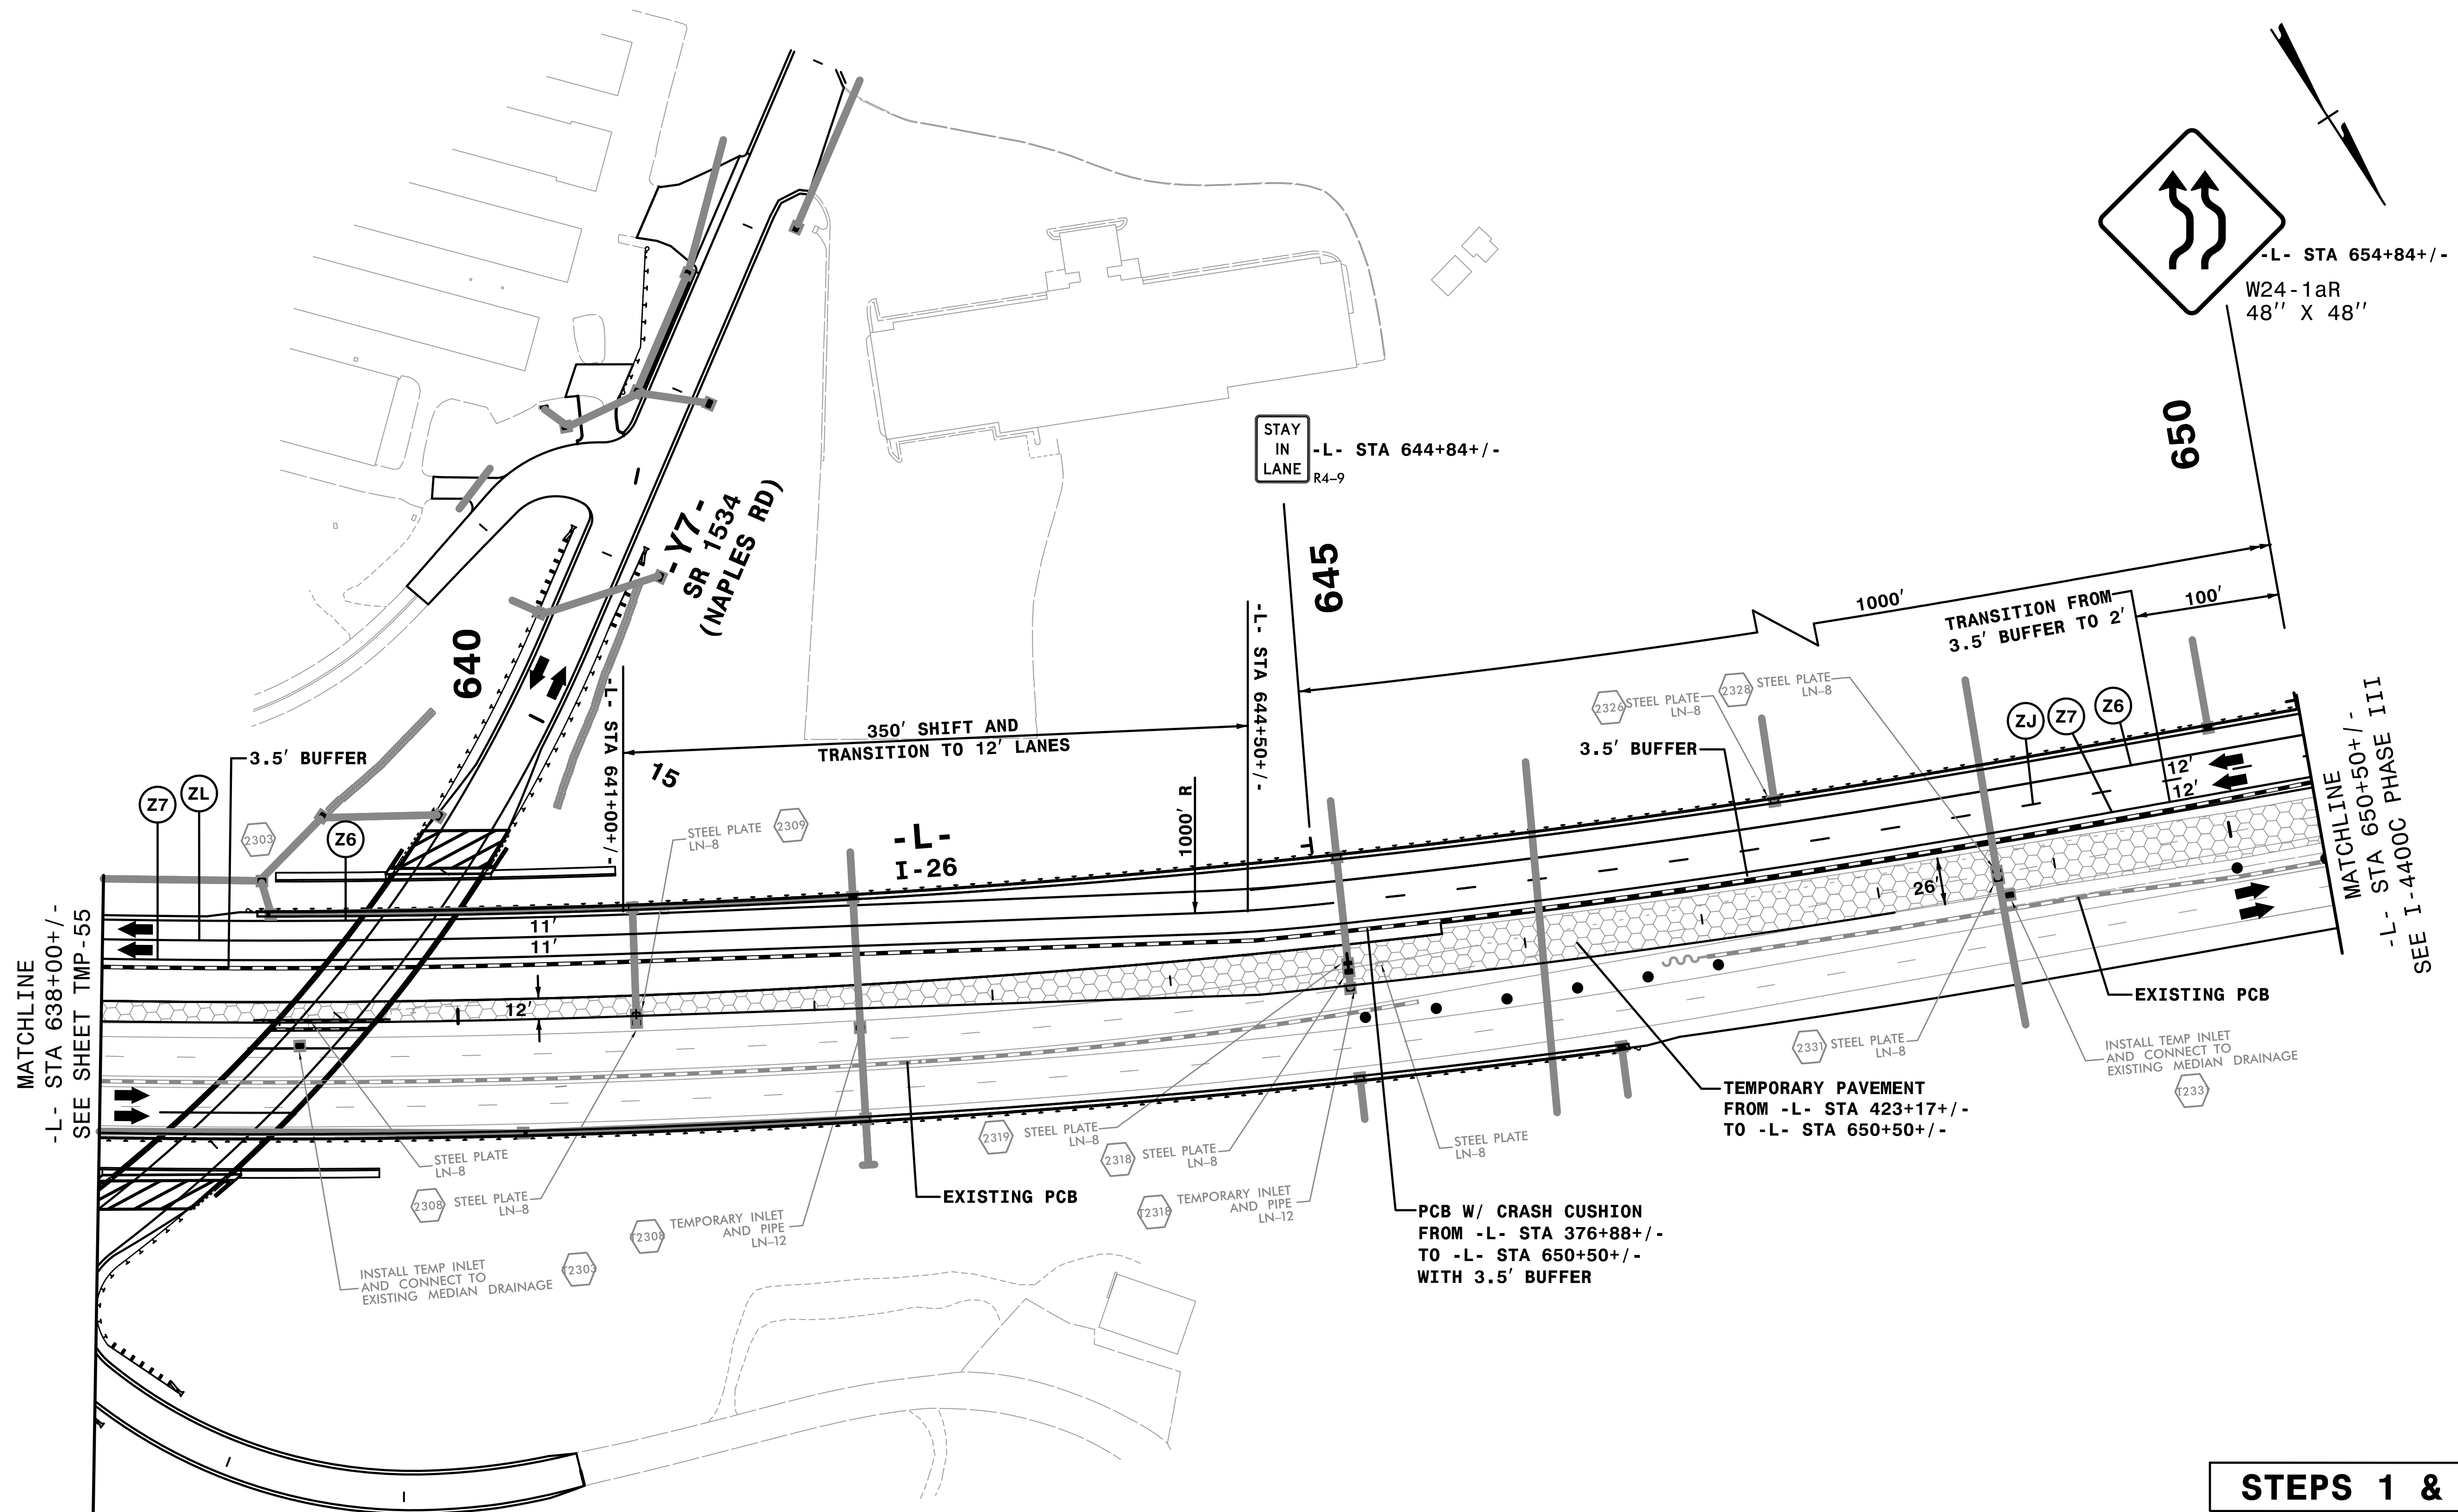 -L- STA 654+84+/-
W24-1aR
48'' X 48''
650
STAY
IN
LANE
-L- STA 644+84+/-
R4-9
-Y7-
SR 1534
(NAPLES RD)
645
640
1000'
TRANSITION FROM
3.5' BUFFER TO 2'
100'
-L- STA 641+00+/-
350' SHIFT AND
TRANSITION TO 12' LANES
-L- STA 644+50+/-
15
1000' R
3.5' BUFFER
Z7
ZL
Z6
2303
STEEL PLATE
LN-8
2309
-L-
I-26
2326
STEEL PLATE
LN-8
2328
STEEL PLATE
LN-8
3.5' BUFFER
ZJ
Z7
Z6
12'
12'
26'
11'
11'
12'
MATCHLINE
-L- STA 638+00+/-
SEE SHEET TMP-55
MATCHLINE
-L- STA 650+50+/-
SEE I-4400C PHASE III
EXISTING PCB
2331
STEEL PLATE
LN-8
INSTALL TEMP INLET
AND CONNECT TO
EXISTING MEDIAN DRAINAGE
TEMPORARY PAVEMENT
FROM -L- STA 423+17+/-
TO -L- STA 650+50+/-
2319
STEEL PLATE
LN-8
2318
STEEL PLATE
LN-8
STEEL PLATE
LN-8
STEEL PLATE
LN-8
2308
STEEL PLATE
LN-8
EXISTING PCB
T2318
TEMPORARY INLET
AND PIPE
LN-12
T2308
TEMPORARY INLET
AND PIPE
LN-12
PCB W/ CRASH CUSHION
FROM -L- STA 376+88+/-
TO -L- STA 650+50+/-
WITH 3.5' BUFFER
INSTALL TEMP INLET
AND CONNECT TO
EXISTING MEDIAN DRAINAGE
T2303
STEPS 1 &